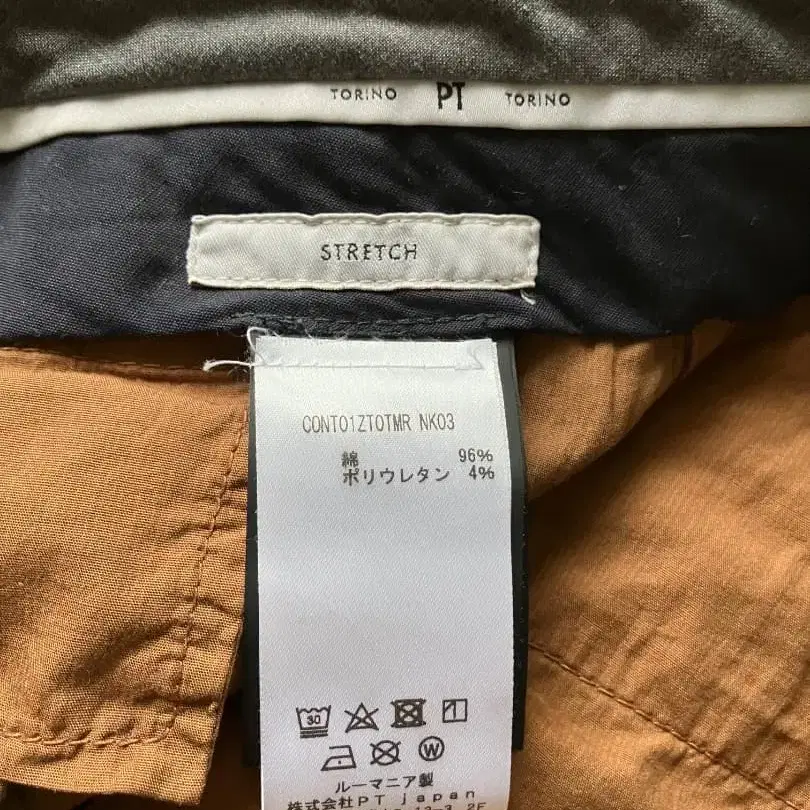 TORINO PT TORINO
STRETCH
CONT01ZT0TMR NK03
綿 96%
ポリウレタン 4%
30
W
ルーマニア製
株式会社PT japan